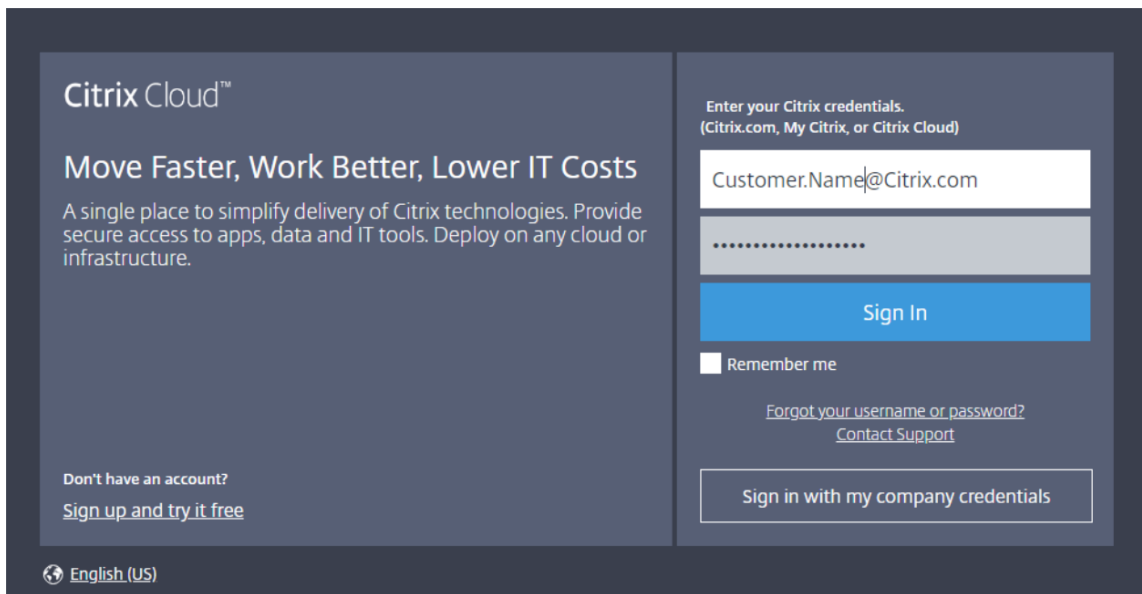 Citrix Cloud™
Move Faster, Work Better, Lower IT Costs
A single place to simplify delivery of Citrix technologies. Provide
secure access to apps, data and IT tools. Deploy on any cloud or
infrastructure.
Don't have an account?
Sign up and try it free
Enter your Citrix credentials.
(Citrix.com, My Citrix, or Citrix Cloud)
Customer.Name@Citrix.com
•••••••••••••••••••
Sign In
Remember me
Forgot your username or password?
Contact Support
Sign in with my company credentials
English (US)